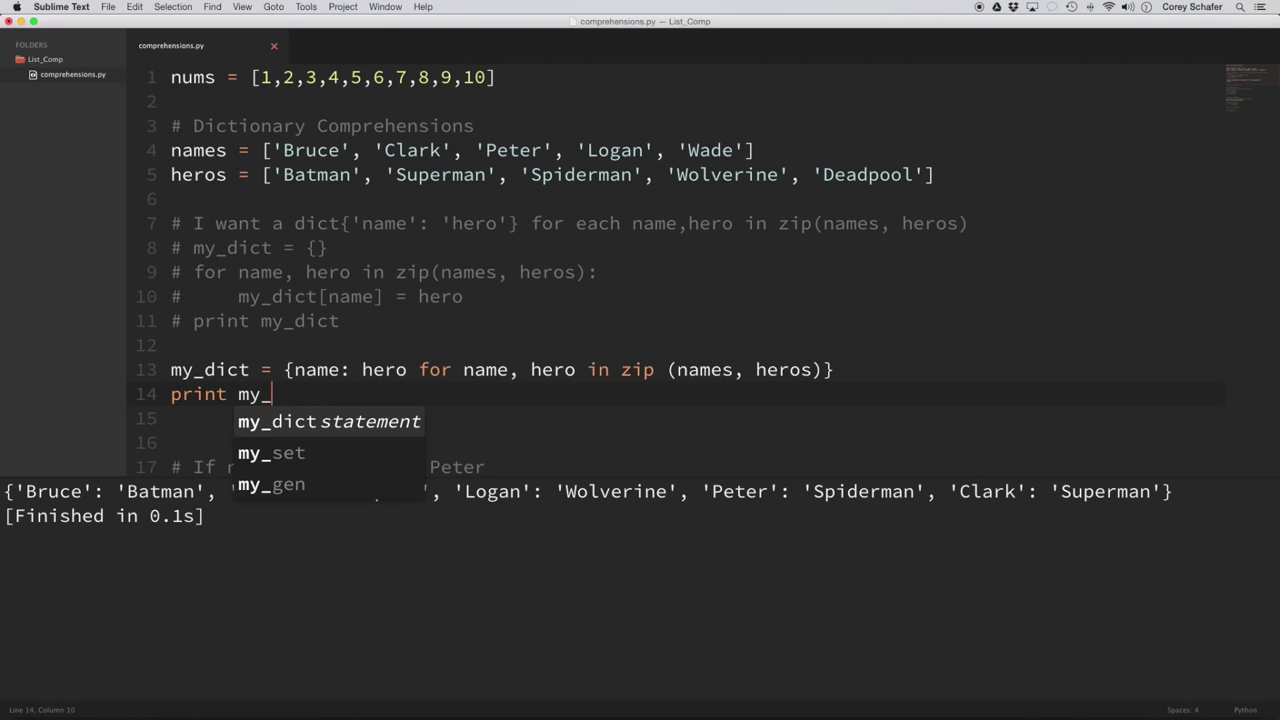 Sublime Text File Edit Selection Find View Goto Tools Project Window Help Corey Schafer
comprehensions.py — List_Comp
FOLDERS
List_Comp
comprehensions.py
comprehensions.py
1 nums = [1,2,3,4,5,6,7,8,9,10]
2
3 # Dictionary Comprehensions
4 names = ['Bruce', 'Clark', 'Peter', 'Logan', 'Wade']
5 heros = ['Batman', 'Superman', 'Spiderman', 'Wolverine', 'Deadpool']
6
7 # I want a dict{'name': 'hero'} for each name,hero in zip(names, heros)
8 # my_dict = {}
9 # for name, hero in zip(names, heros):
10 #     my_dict[name] = hero
11 # print my_dict
12
13 my_dict = {name: hero for name, hero in zip (names, heros)}
14 print my_
my_dict statement
15
16
my_set
17 # If n Peter
my_gen
{'Bruce': 'Batman', ', 'Logan': 'Wolverine', 'Peter': 'Spiderman', 'Clark': 'Superman'}
[Finished in 0.1s]
Line 14, Column 10 Spaces: 4 Python